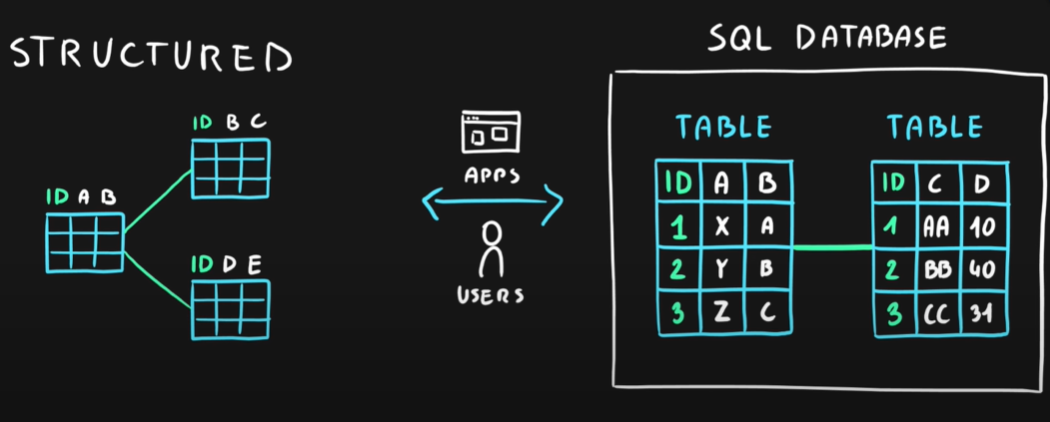 STRUCTURED
ID B C
ID A B
ID D E
APPS
USERS
SQL DATABASE
TABLE
ID A B
1 X A
2 Y B
3 Z C
TABLE
ID C D
1 AA 10
2 BB 40
3 CC 31